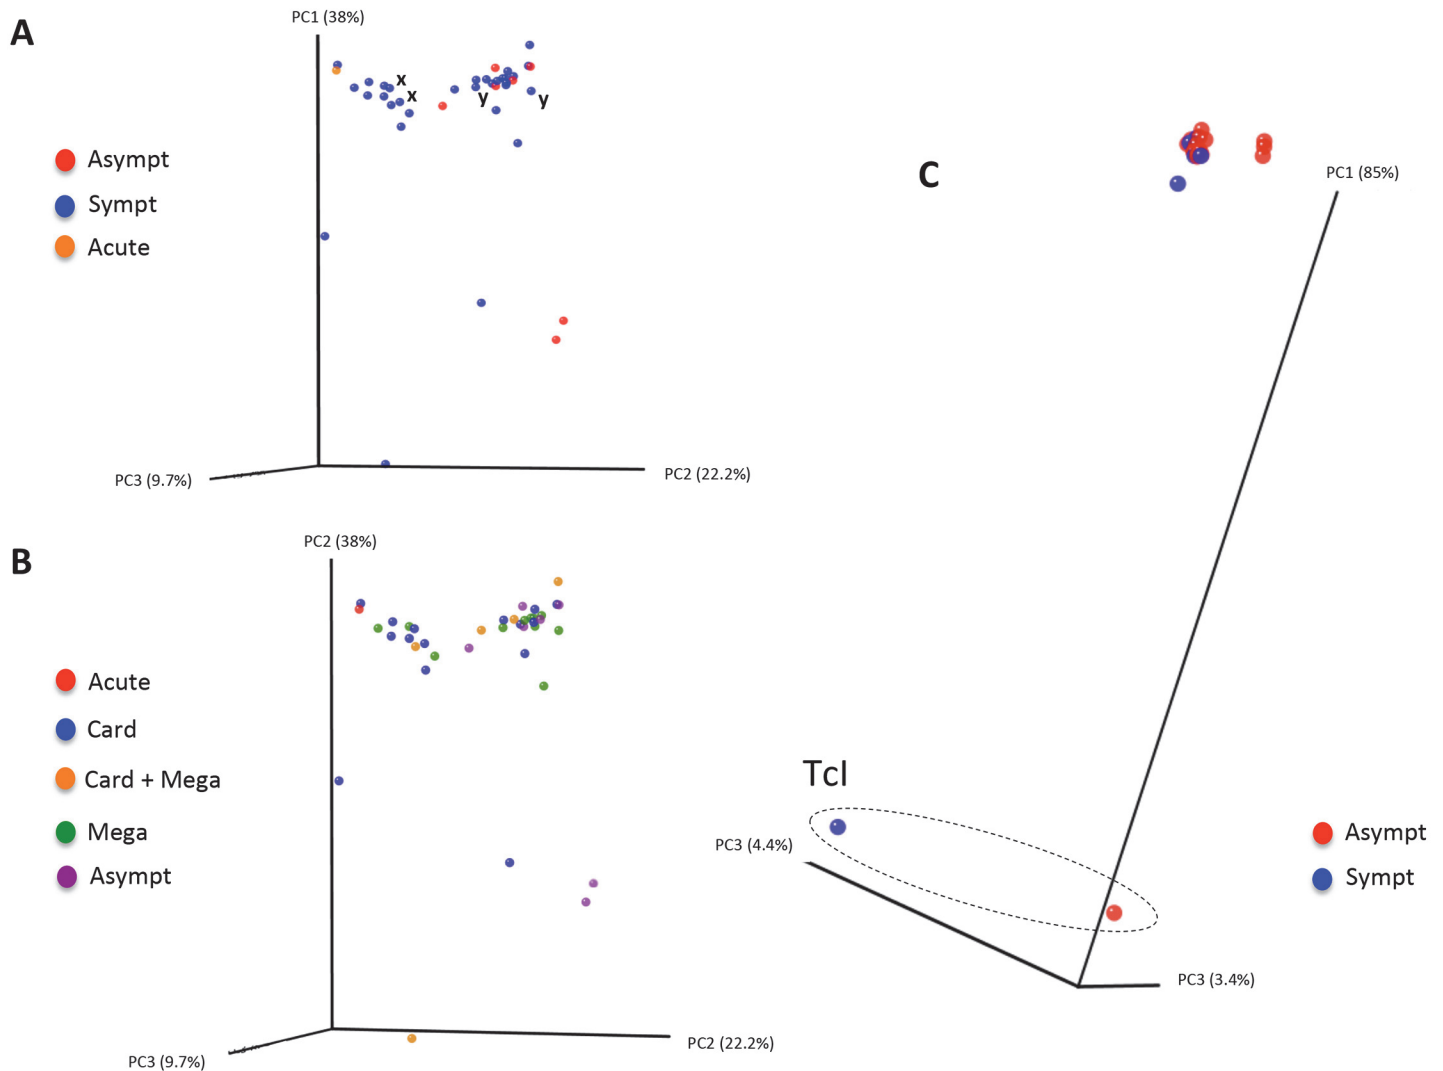 A
PC1 (38%)
x
x
y
y
Asympt
Sympt
Acute
PC3 (9.7%)
PC2 (22.2%)
B
PC2 (38%)
Acute
Card
Card + Mega
Mega
Asympt
PC3 (9.7%)
PC2 (22.2%)
C
PC1 (85%)
TcI
PC3 (4.4%)
PC3 (3.4%)
Asympt
Sympt